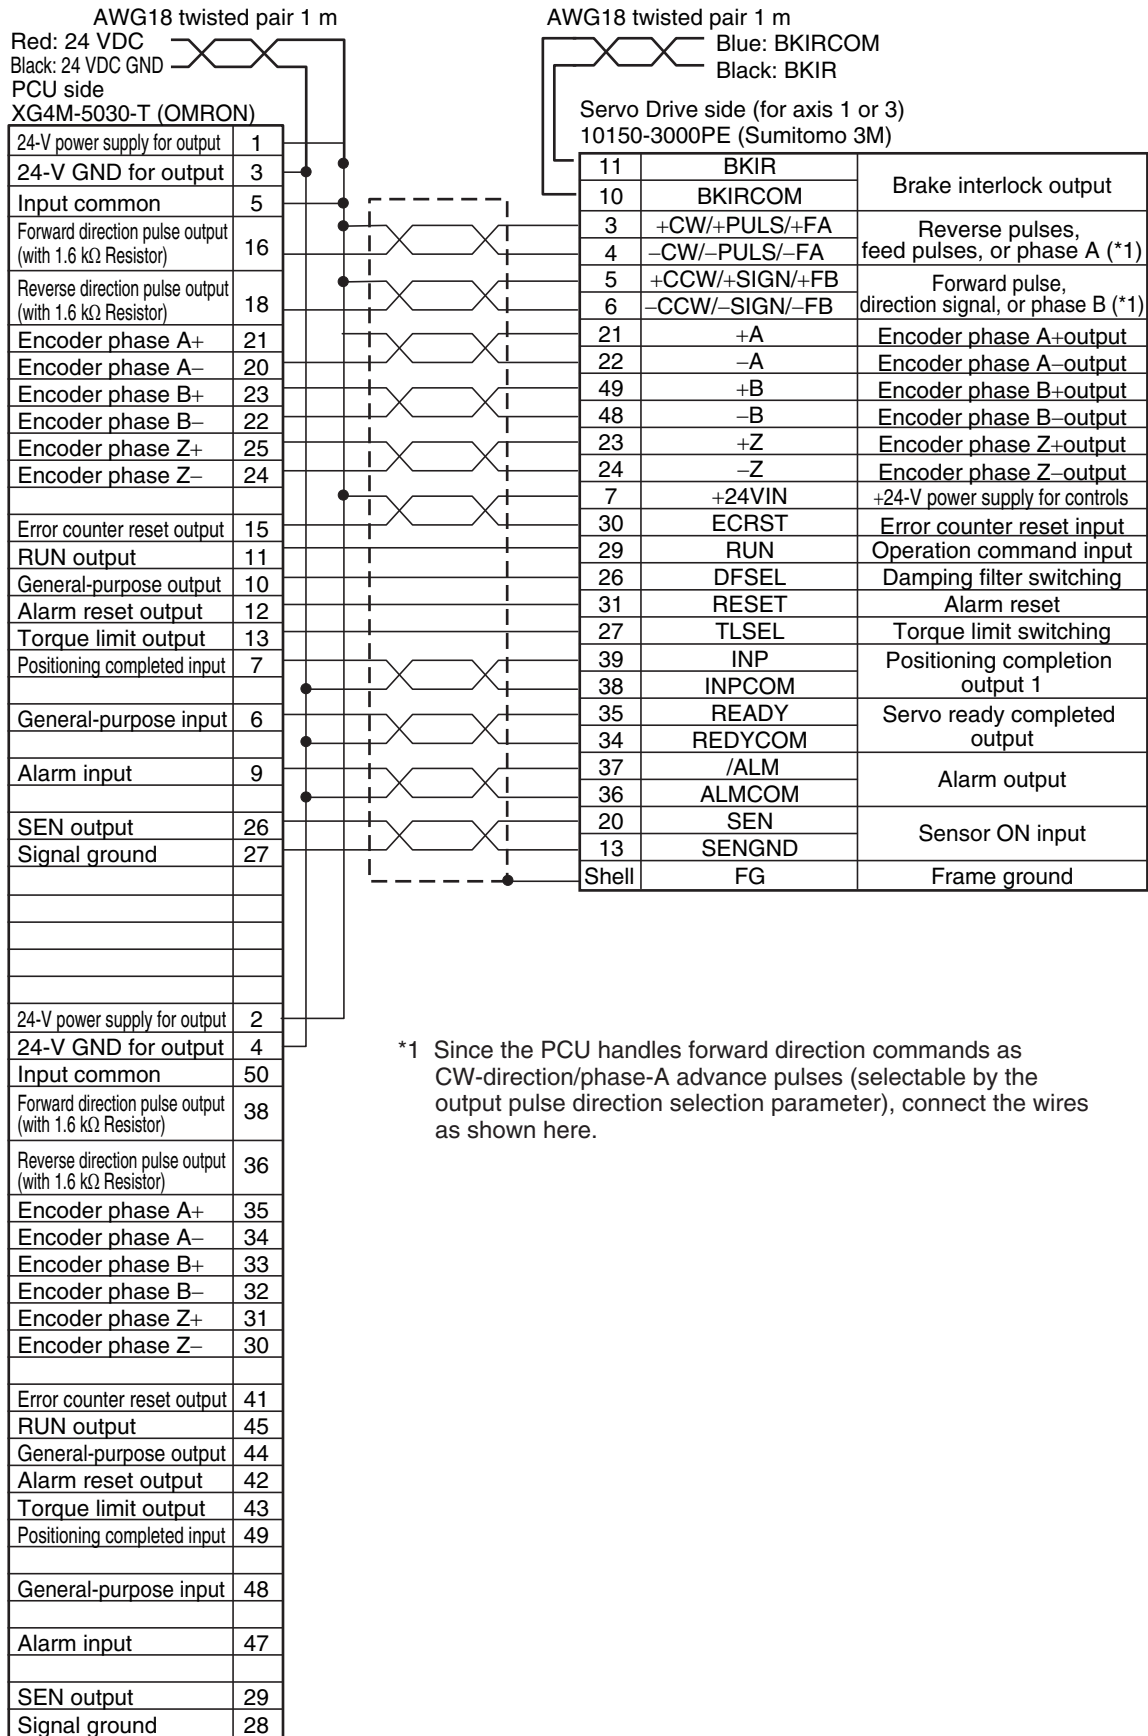 AWG18 twisted pair 1 m
Red: 24 VDC
Black: 24 VDC GND
PCU side
XG4M-5030-T (OMRON)
24-V power supply for output 1
24-V GND for output 3
Input common 5
Forward direction pulse output
(with 1.6 kΩ Resistor) 16
Reverse direction pulse output
(with 1.6 kΩ Resistor) 18
Encoder phase A+ 21
Encoder phase A− 20
Encoder phase B+ 23
Encoder phase B− 22
Encoder phase Z+ 25
Encoder phase Z− 24
Error counter reset output 15
RUN output 11
General-purpose output 10
Alarm reset output 12
Torque limit output 13
Positioning completed input 7
General-purpose input 6
Alarm input 9
SEN output 26
Signal ground 27
24-V power supply for output 2
24-V GND for output 4
Input common 50
Forward direction pulse output
(with 1.6 kΩ Resistor) 38
Reverse direction pulse output
(with 1.6 kΩ Resistor) 36
Encoder phase A+ 35
Encoder phase A− 34
Encoder phase B+ 33
Encoder phase B− 32
Encoder phase Z+ 31
Encoder phase Z− 30
Error counter reset output 41
RUN output 45
General-purpose output 44
Alarm reset output 42
Torque limit output 43
Positioning completed input 49
General-purpose input 48
Alarm input 47
SEN output 29
Signal ground 28
AWG18 twisted pair 1 m
Blue: BKIRCOM
Black: BKIR
Servo Drive side (for axis 1 or 3)
10150-3000PE (Sumitomo 3M)
11 BKIR
Brake interlock output
10 BKIRCOM
3 +CW/+PULS/+FA Reverse pulses,
4 −CW/−PULS/−FA feed pulses, or phase A (*1)
5 +CCW/+SIGN/+FB Forward pulse,
6 −CCW/−SIGN/−FB direction signal, or phase B (*1)
21 +A Encoder phase A+output
22 −A Encoder phase A−output
49 +B Encoder phase B+output
48 −B Encoder phase B−output
23 +Z Encoder phase Z+output
24 −Z Encoder phase Z−output
7 +24VIN +24-V power supply for controls
30 ECRST Error counter reset input
29 RUN Operation command input
26 DFSEL Damping filter switching
31 RESET Alarm reset
27 TLSEL Torque limit switching
39 INP Positioning completion
38 INPCOM output 1
35 READY Servo ready completed
34 REDYCOM output
37 /ALM
Alarm output
36 ALMCOM
20 SEN
Sensor ON input
13 SENGND
Shell FG Frame ground
*1 Since the PCU handles forward direction commands as
CW-direction/phase-A advance pulses (selectable by the
output pulse direction selection parameter), connect the wires
as shown here.